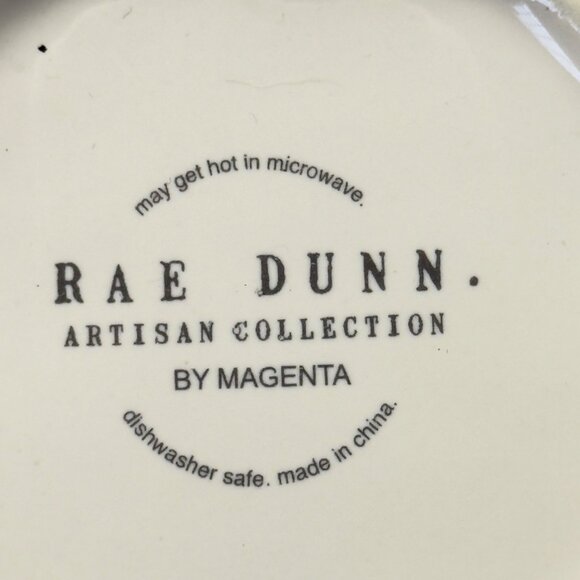 may get hot in microwave.
RAE DUNN.
ARTISAN COLLECTION
BY MAGENTA
dishwasher safe. made in china.